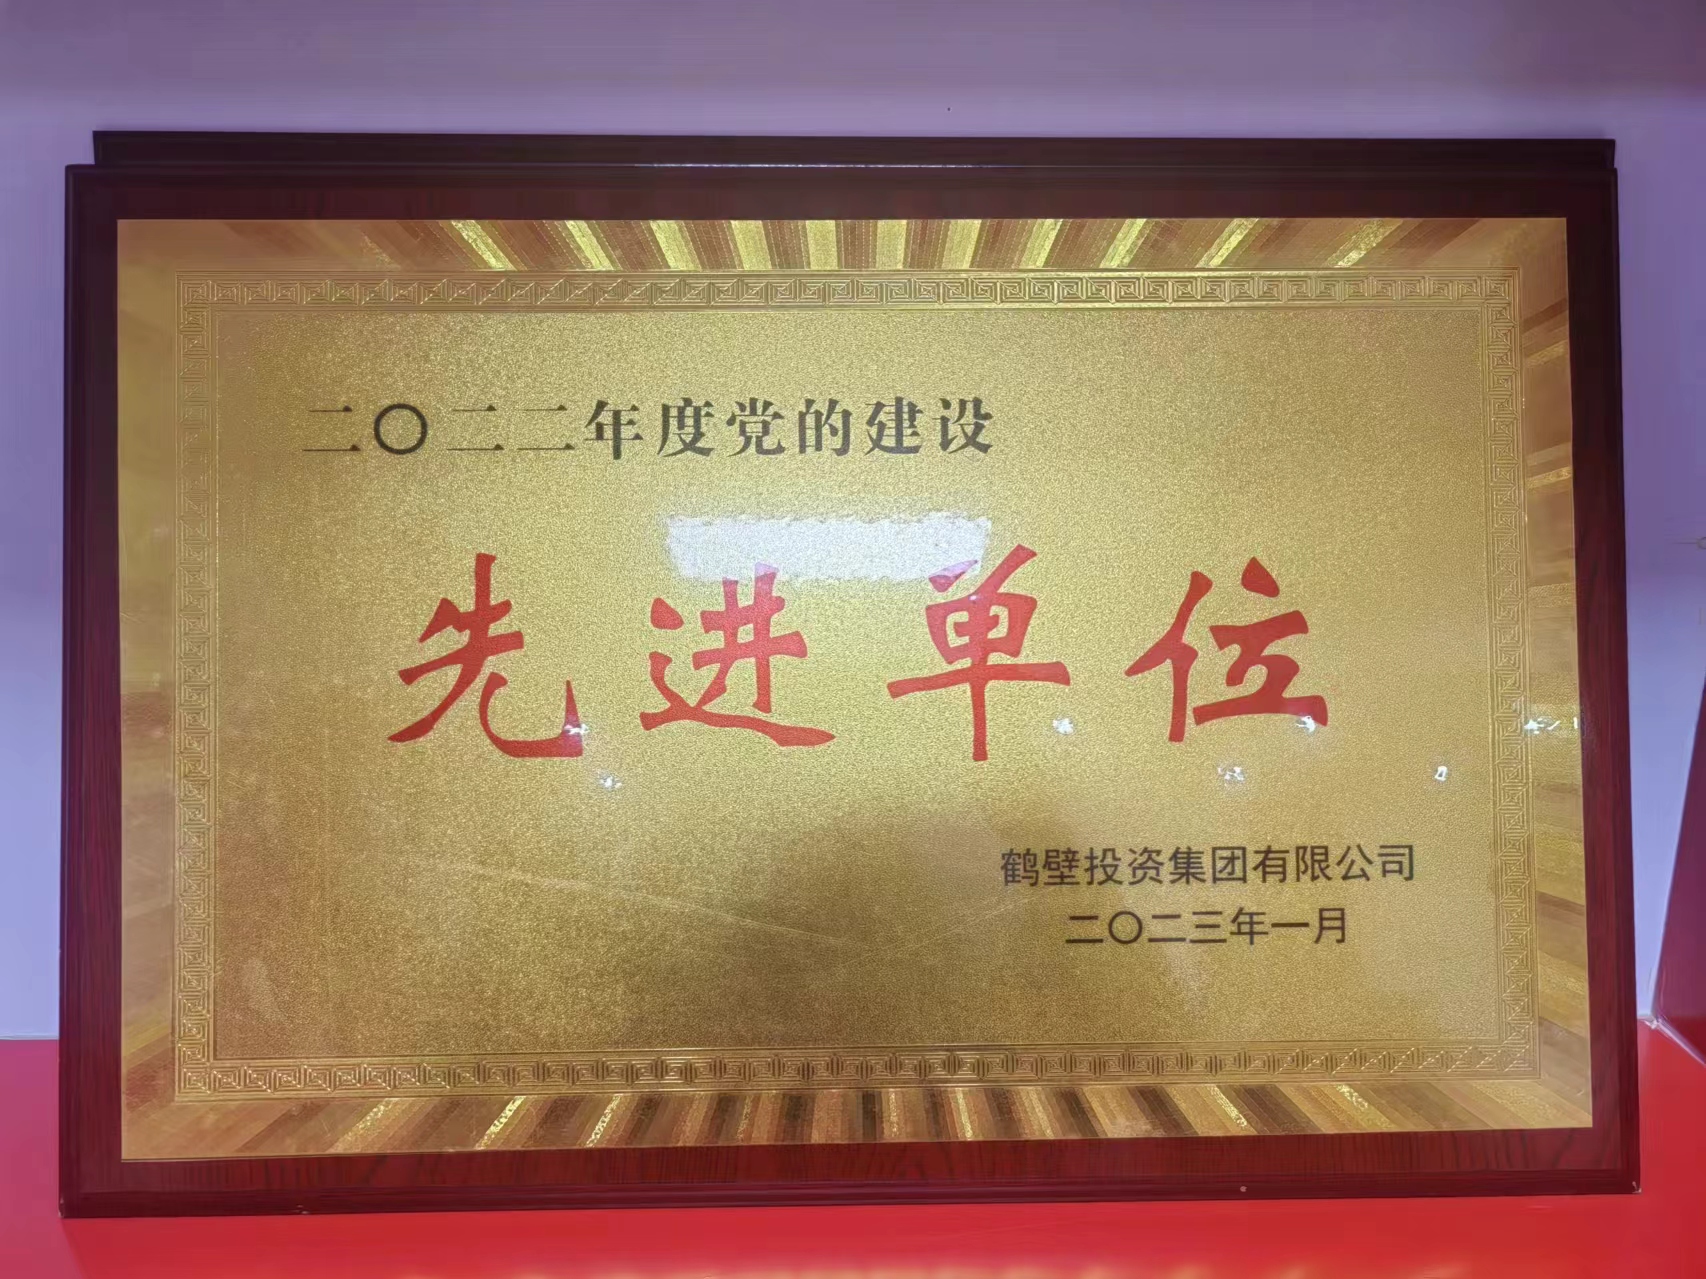 二〇二二年度党的建设
先进单位
鹤壁投资集团有限公司
二〇二三年一月